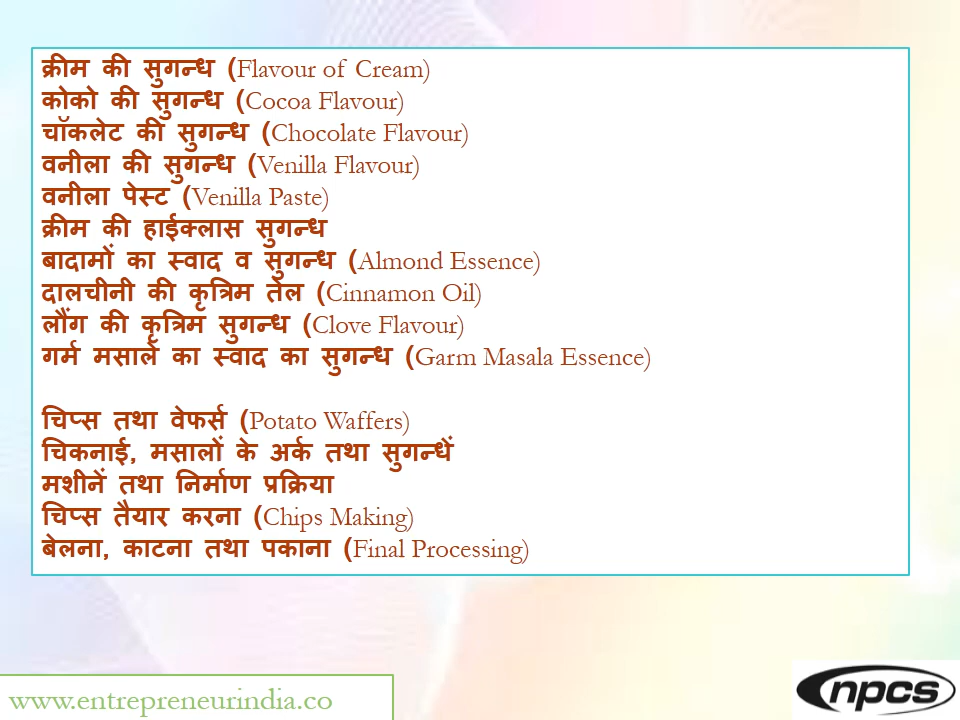 क्रीम की सुगन्ध (Flavour of Cream)
कोको की सुगन्ध (Cocoa Flavour)
चॉकलेट की सुगन्ध (Chocolate Flavour)
वनीला की सुगन्ध (Venilla Flavour)
वनीला पेस्ट (Venilla Paste)
क्रीम की हाईक्लास सुगन्ध
बादामों का स्वाद व सुगन्ध (Almond Essence)
दालचीनी की कृत्रिम तेल (Cinnamon Oil)
लौंग की कृत्रिम सुगन्ध (Clove Flavour)
गर्म मसाले का स्वाद का सुगन्ध (Garm Masala Essence)
चिप्स तथा वेफर्स (Potato Waffers)
चिकनाई, मसालों के अर्क तथा सुगन्धें
मशीनें तथा निर्माण प्रक्रिया
चिप्स तैयार करना (Chips Making)
बेलना, काटना तथा पकाना (Final Processing)
www.entrepreneurindia.co
npcs